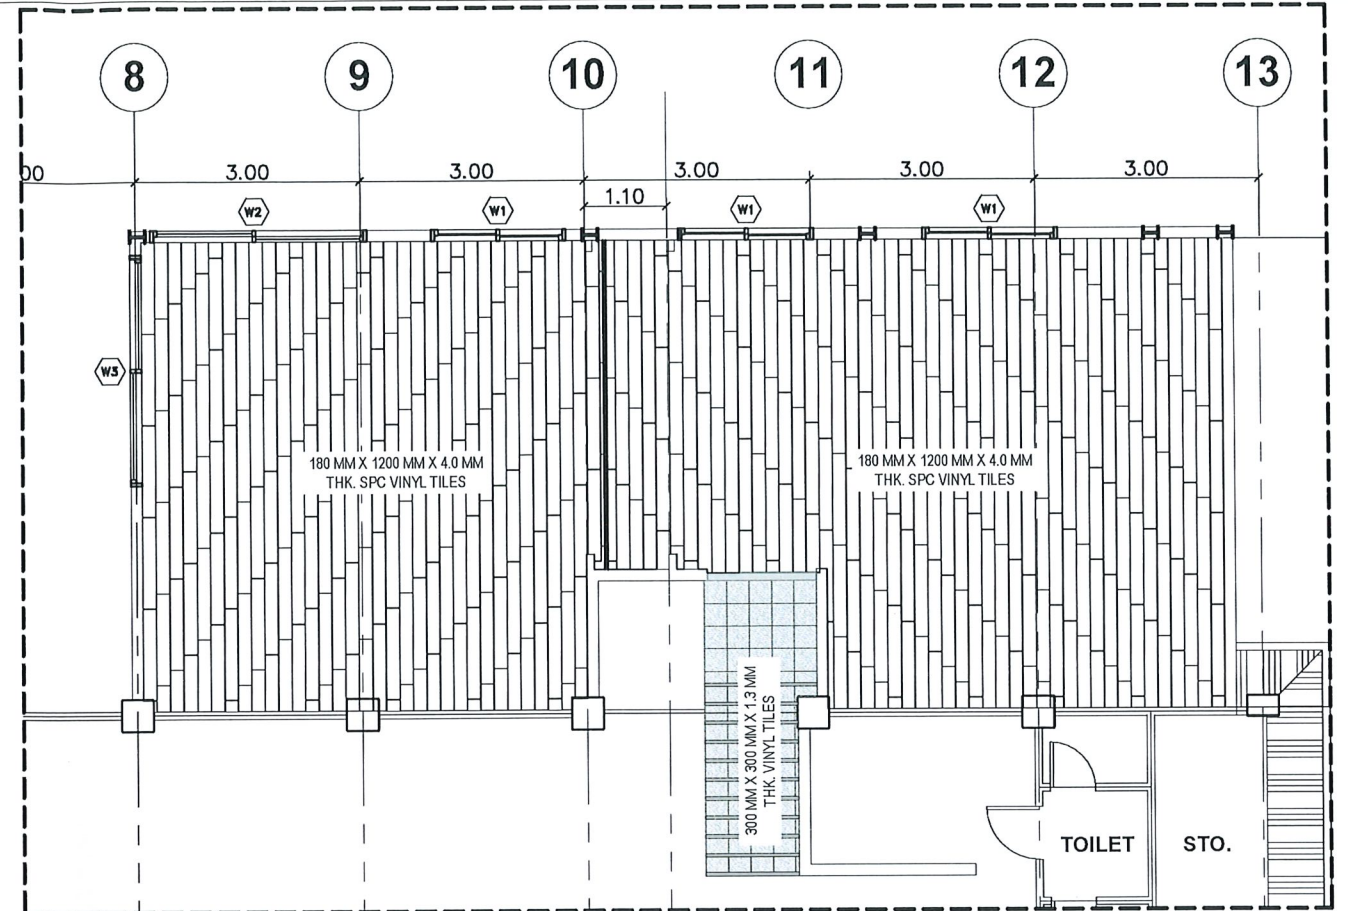 8 9 10 11 12 13
00 3.00 3.00 3.00 3.00 3.00
1.10
W2 W1 W1 W1
W3
180 MM X 1200 MM X 4.0 MM
THK. SPC VINYL TILES
180 MM X 1200 MM X 4.0 MM
THK. SPC VINYL TILES
300 MM X 300 MM X 1.3 MM
THK. VINYL TILES
TOILET STO.